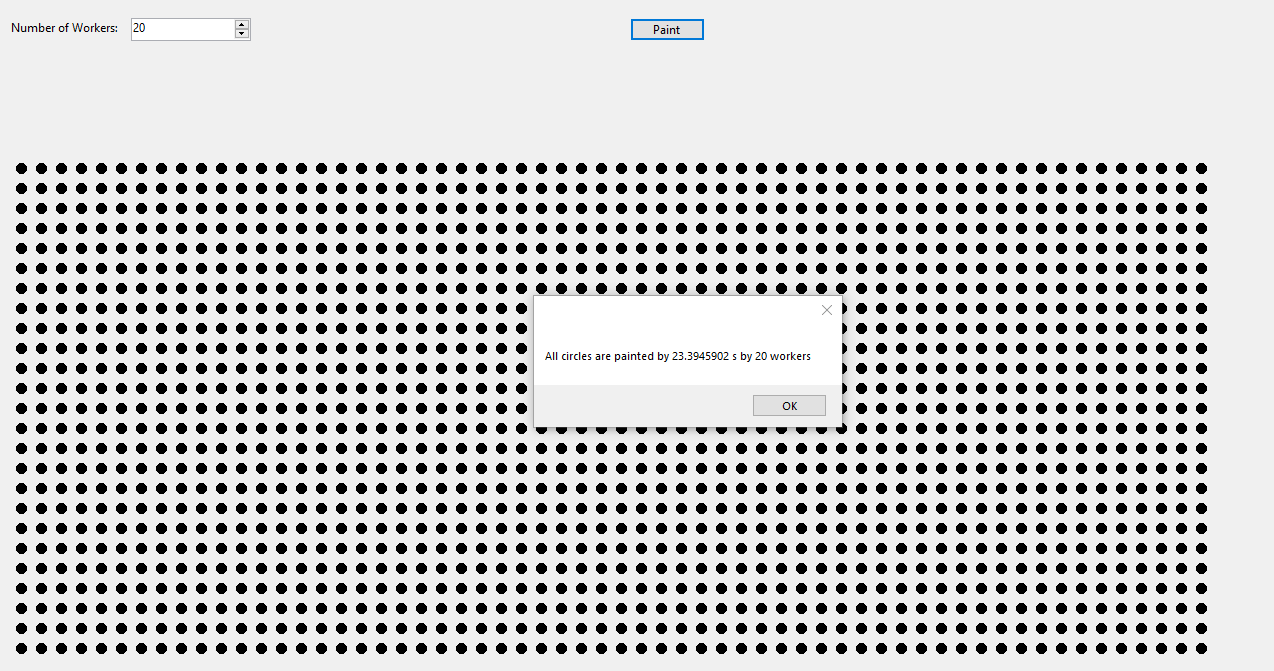 Number of Workers: 20
Paint
All circles are painted by 23.3945902 s by 20 workers
OK